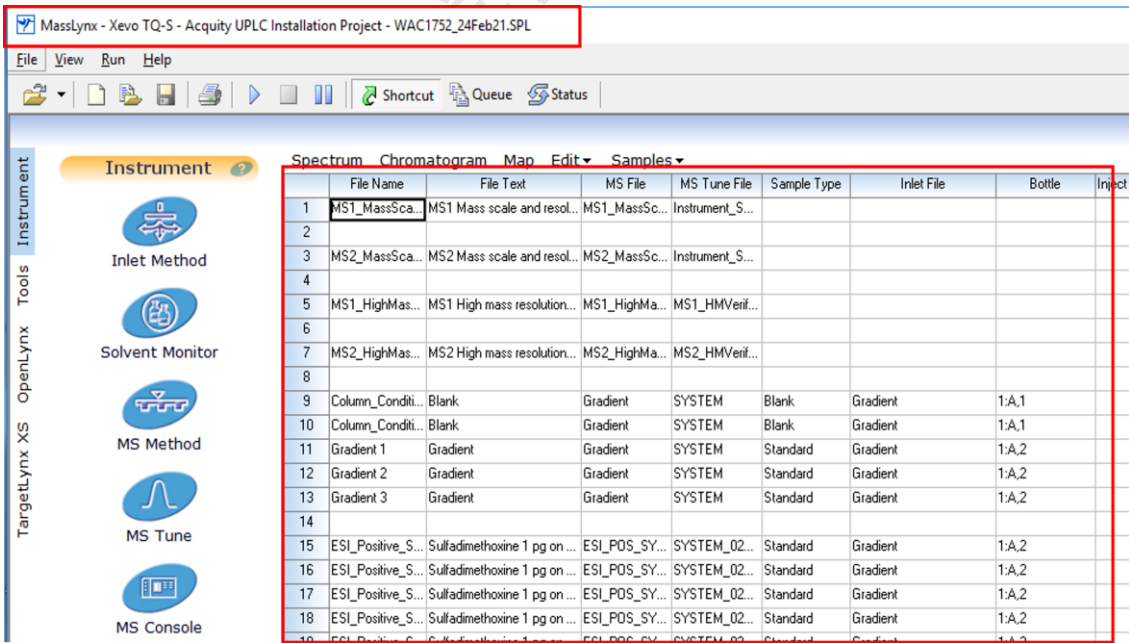 MassLynx - Xevo TQ-S - Acquity UPLC Installation Project - WAC1752_24Feb21.SPL
File View Run Help
Shortcut Queue Status
Instrument
Tools
OpenLynx
TargetLynx XS
Instrument ?
Inlet Method
Solvent Monitor
MS Method
MS Tune
MS Console
Spectrum Chromatogram Map Edit Samples
File Name File Text MS File MS Tune File Sample Type Inlet File Bottle Inject
1 MS1_MassSca... MS1 Mass scale and resol... MS1_MassSc... Instrument_S...
2
3 MS2_MassSca... MS2 Mass scale and resol... MS2_MassSc... Instrument_S...
4
5 MS1_HighMas... MS1 High mass resolution... MS1_HighMa... MS1_HMVerif...
6
7 MS2_HighMas... MS2 High mass resolution... MS2_HighMa... MS2_HMVerif...
8
9 Column_Conditi... Blank Gradient SYSTEM Blank Gradient 1:A,1
10 Column_Conditi... Blank Gradient SYSTEM Blank Gradient 1:A,1
11 Gradient 1 Gradient Gradient SYSTEM Standard Gradient 1:A,2
12 Gradient 2 Gradient Gradient SYSTEM Standard Gradient 1:A,2
13 Gradient 3 Gradient Gradient SYSTEM Standard Gradient 1:A,2
14
15 ESI_Positive_S... Sulfadimethoxine 1 pg on ... ESI_POS_SY... SYSTEM_02... Standard Gradient 1:A,2
16 ESI_Positive_S... Sulfadimethoxine 1 pg on ... ESI_POS_SY... SYSTEM_02... Standard Gradient 1:A,2
17 ESI_Positive_S... Sulfadimethoxine 1 pg on ... ESI_POS_SY... SYSTEM_02... Standard Gradient 1:A,2
18 ESI_Positive_S... Sulfadimethoxine 1 pg on ... ESI_POS_SY... SYSTEM_02... Standard Gradient 1:A,2